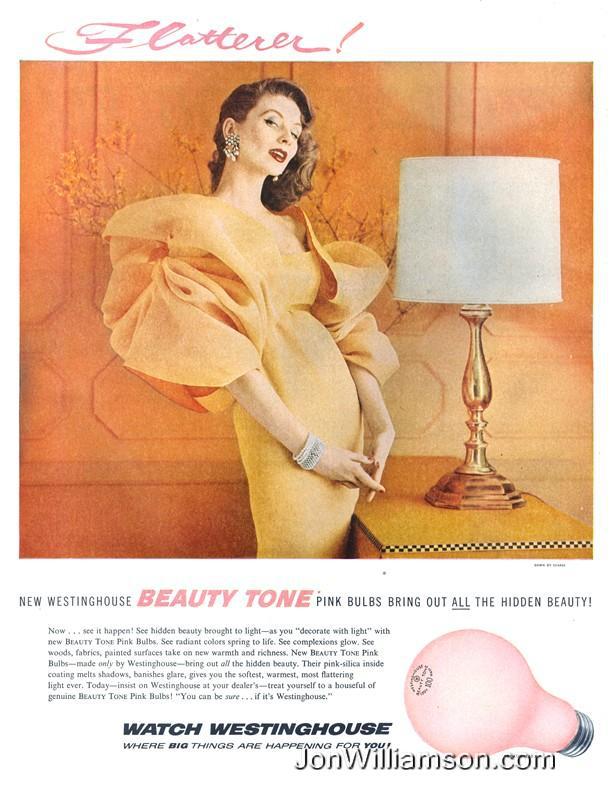 Flatterer!
GOWN BY SCAASI
NEW WESTINGHOUSE BEAUTY TONE PINK BULBS BRING OUT ALL THE HIDDEN BEAUTY!
Now . . . see it happen! See hidden beauty brought to light—as you "decorate with light" with
new BEAUTY TONE Pink Bulbs. See radiant colors spring to life. See complexions glow. See
woods, fabrics, painted surfaces take on new warmth and richness. New BEAUTY TONE Pink
Bulbs—made only by Westinghouse—bring out all the hidden beauty. Their pink-silica inside
coating melts shadows, banishes glare, gives you the softest, warmest, most flattering
light ever. Today—insist on Westinghouse at your dealer's—treat yourself to a houseful of
genuine BEAUTY TONE Pink Bulbs! "You can be sure . . . if it's Westinghouse."
WATCH WESTINGHOUSE
WHERE BIG THINGS ARE HAPPENING FOR YOU!
JonWilliamson.com